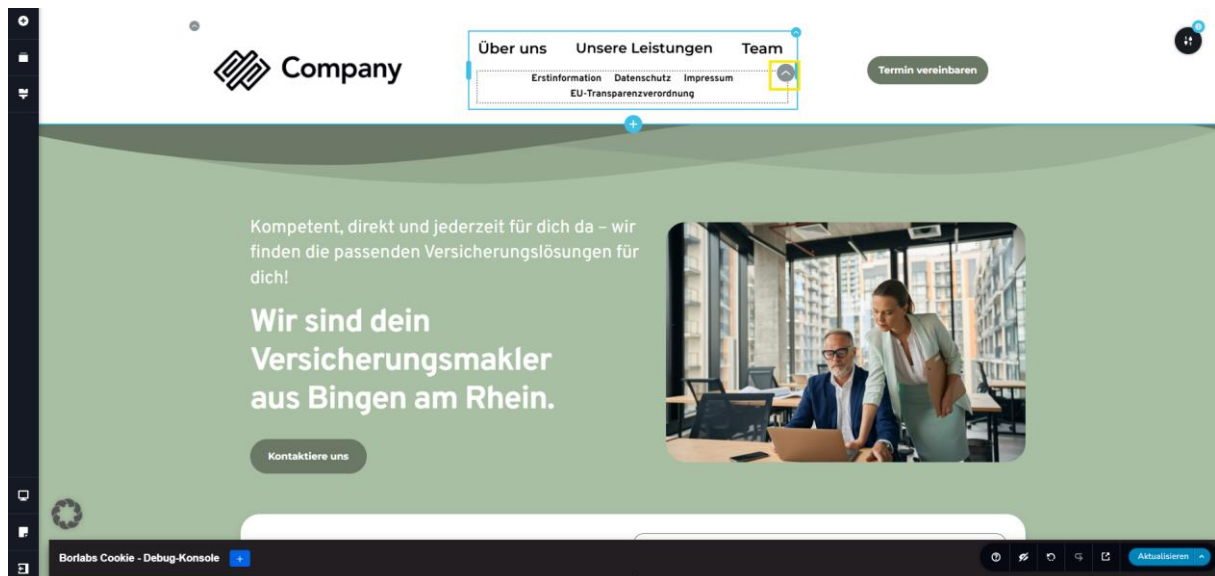 Company
Über uns Unsere Leistungen Team
Erstinformation Datenschutz Impressum
EU-Transparenzverordnung
Termin vereinbaren
Kompetent, direkt und jederzeit für dich da – wir
finden die passenden Versicherungslösungen für
dich!
Wir sind dein
Versicherungsmakler
aus Bingen am Rhein.
Kontaktiere uns
Borlabs Cookie - Debug-Konsole +
Aktualisieren